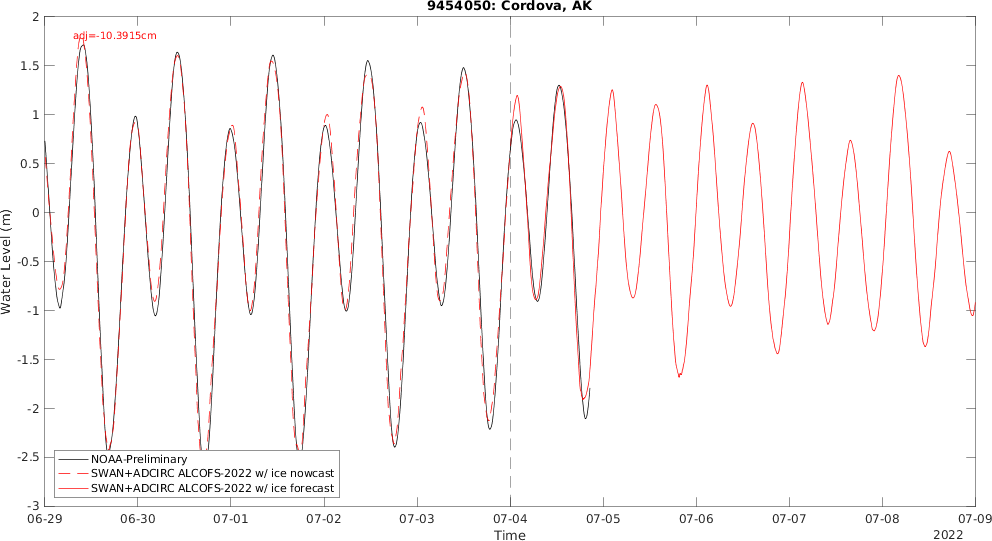 9454050: Cordova, AK
adj=-10.3915cm
2
1.5
1
0.5
0
-0.5
-1
-1.5
-2
-2.5
-3
Water Level (m)
NOAA-Preliminary
SWAN+ADCIRC ALCOFS-2022 w/ ice nowcast
SWAN+ADCIRC ALCOFS-2022 w/ ice forecast
06-29 06-30 07-01 07-02 07-03 07-04 07-05 07-06 07-07 07-08 07-09
Time
2022